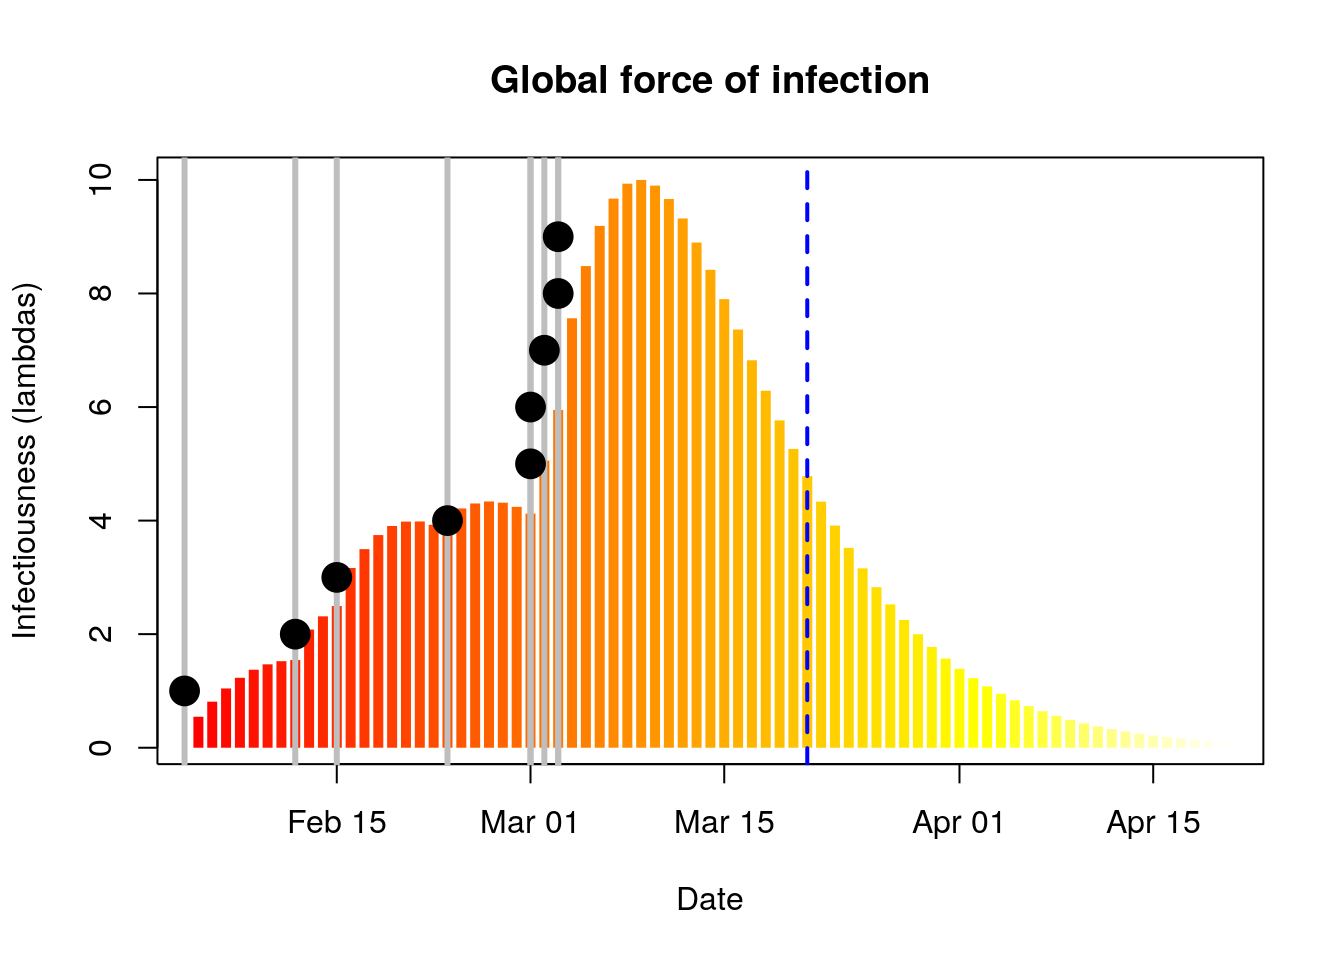 Global force of infection
Infectiousness (lambdas)
10
8
6
4
2
0
Feb 15 Mar 01 Mar 15 Apr 01 Apr 15
Date